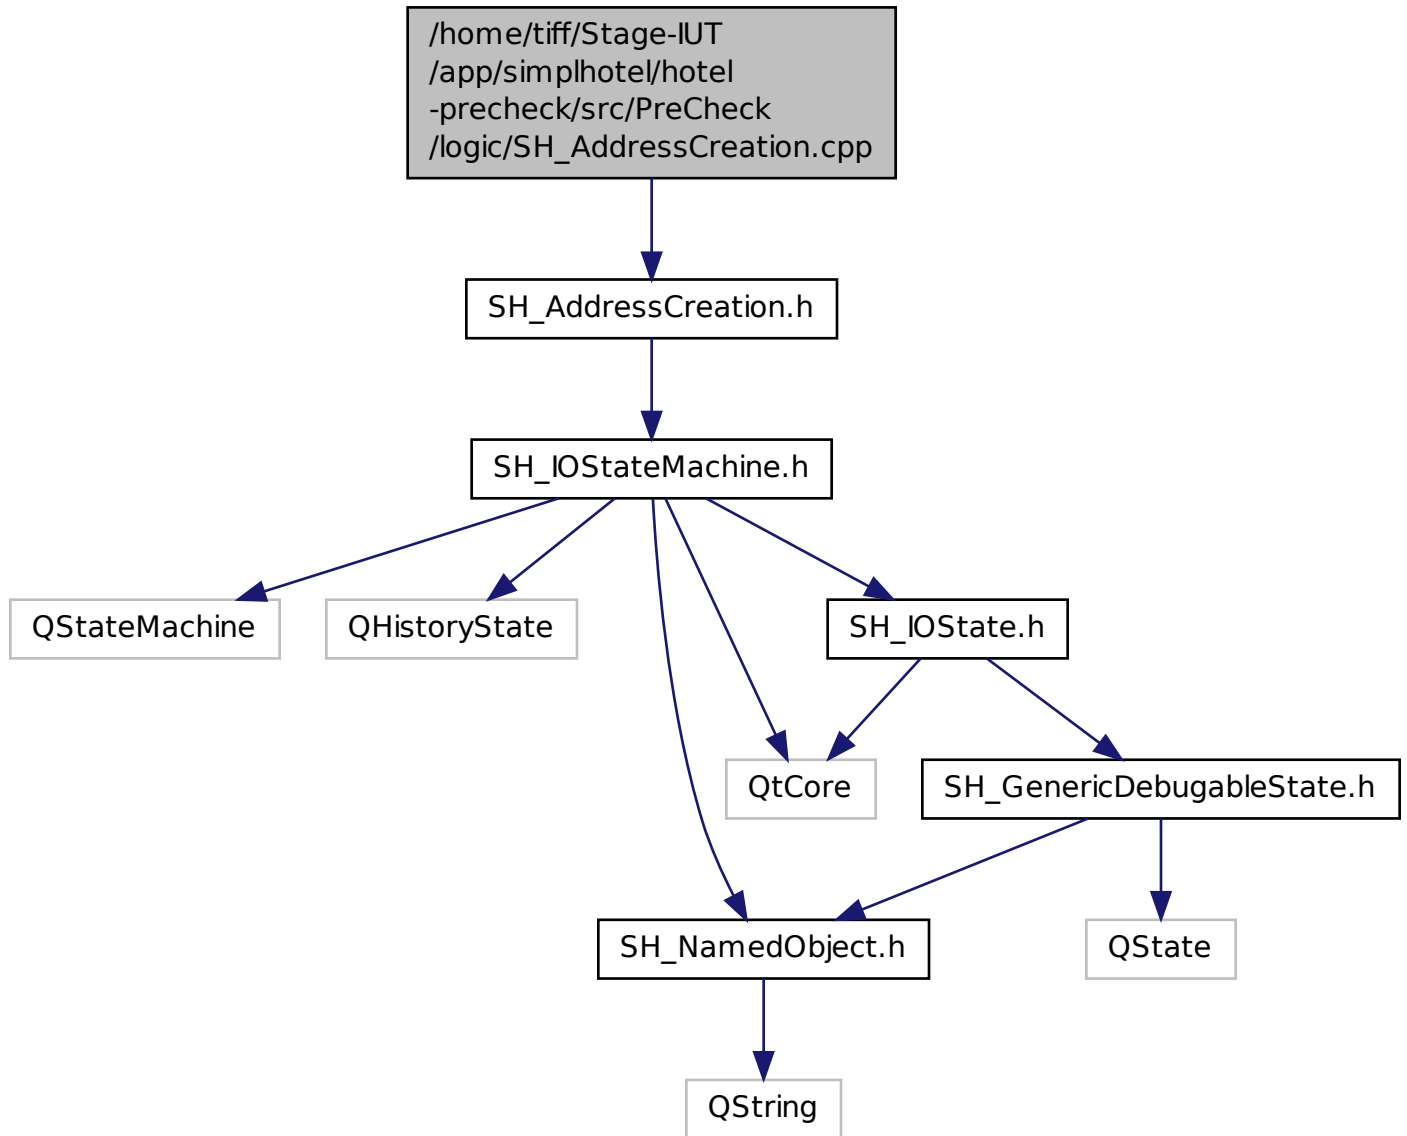 /home/tiff/Stage-IUT
/app/simplhotel/hotel
-precheck/src/PreCheck
/logic/SH_AddressCreation.cpp
SH_AddressCreation.h
SH_IOStateMachine.h
QStateMachine
QHistoryState
SH_IOState.h
QtCore
SH_GenericDebugableState.h
SH_NamedObject.h
QState
QString